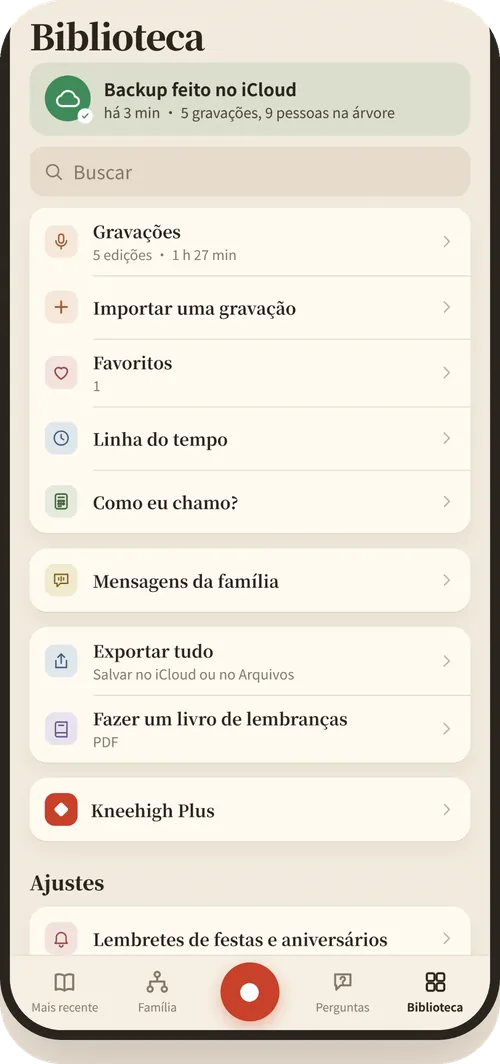 Biblioteca
Backup feito no iCloud
há 3 min • 5 gravações, 9 pessoas na árvore
Buscar
Gravações
5 edições • 1 h 27 min
Importar uma gravação
Favoritos
1
Linha do tempo
Como eu chamo?
Mensagens da família
Exportar tudo
Salvar no iCloud ou no Arquivos
Fazer um livro de lembranças
PDF
Kneehigh Plus
Ajustes
Lembretes de festas e aniversários
Mais recente
Família
Perguntas
Biblioteca